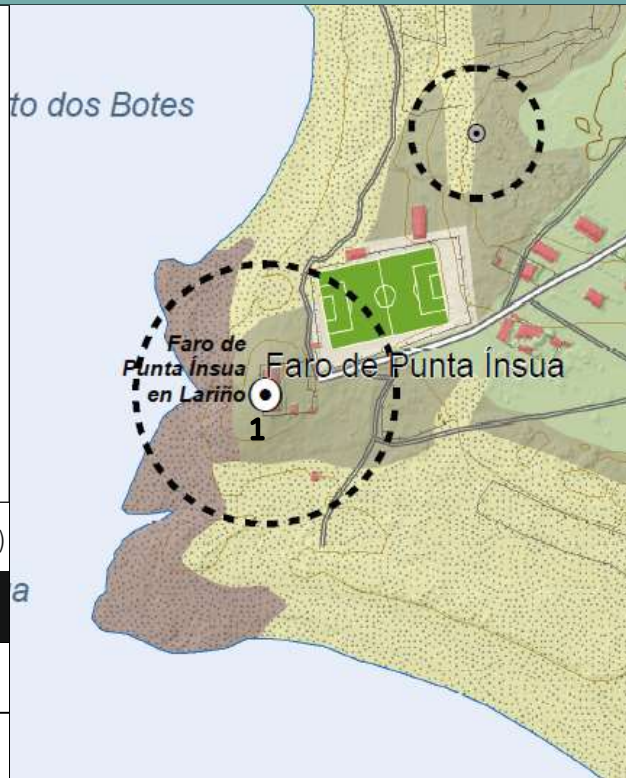 to dos Botes
Faro de
Punta Ínsua
en Lariño
Faro de Punta Ínsua
1
)
a